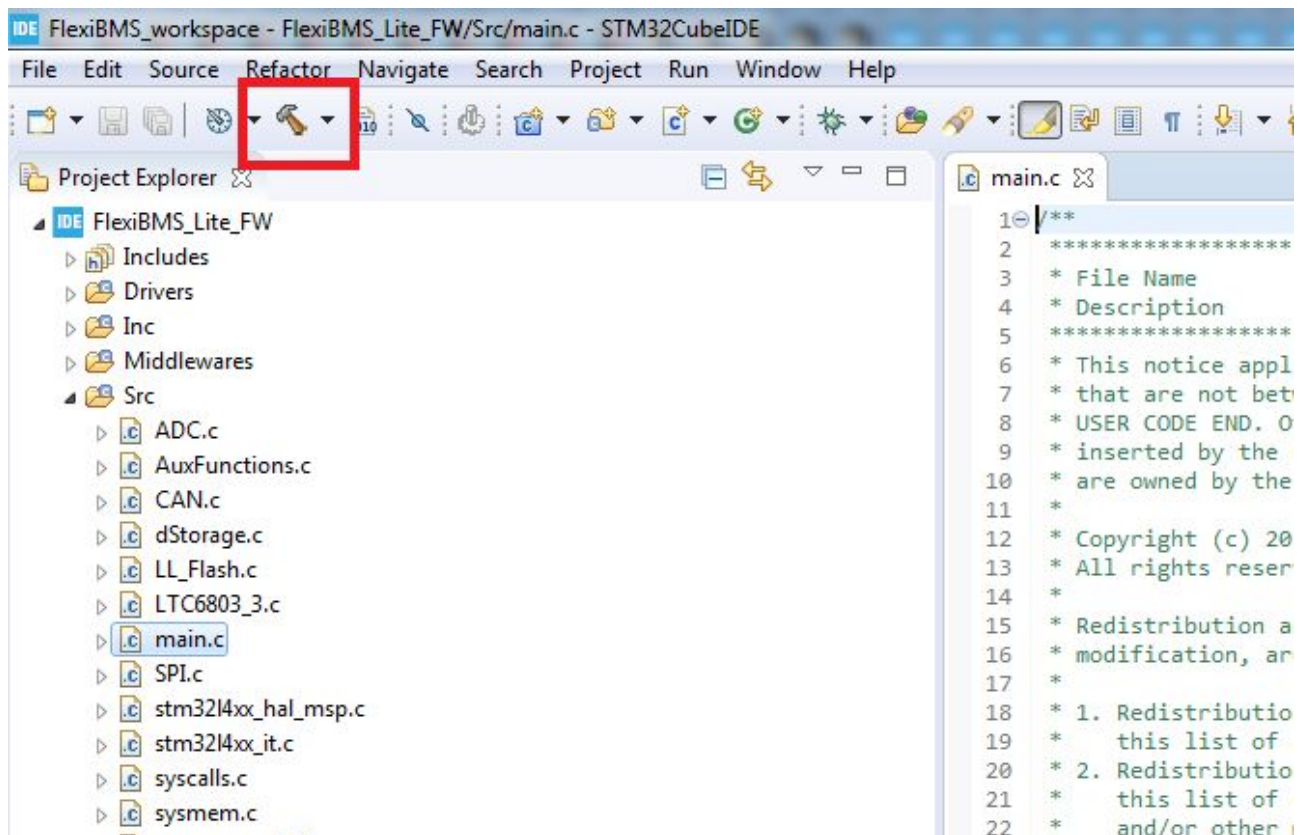 IDE FlexiBMS_workspace - FlexiBMS_Lite_FW/Src/main.c - STM32CubeIDE
File Edit Source Refactor Navigate Search Project Run Window Help
010
Project Explorer
main.c
IDE FlexiBMS_Lite_FW
Includes
Drivers
Inc
Middlewares
Src
.c ADC.c
.c AuxFunctions.c
.c CAN.c
.c dStorage.c
.c LL_Flash.c
.c LTC6803_3.c
.c main.c
.c SPI.c
.c stm32l4xx_hal_msp.c
.c stm32l4xx_it.c
.c syscalls.c
.c sysmem.c
1 /**
2 ******************
3 * File Name
4 * Description
5 ******************
6 * This notice appl
7 * that are not bet
8 * USER CODE END. O
9 * inserted by the
10 * are owned by the
11 *
12 * Copyright (c) 20
13 * All rights reser
14 *
15 * Redistribution a
16 * modification, ar
17 *
18 * 1. Redistributio
19 * this list of
20 * 2. Redistributio
21 * this list of
22 * and/or other